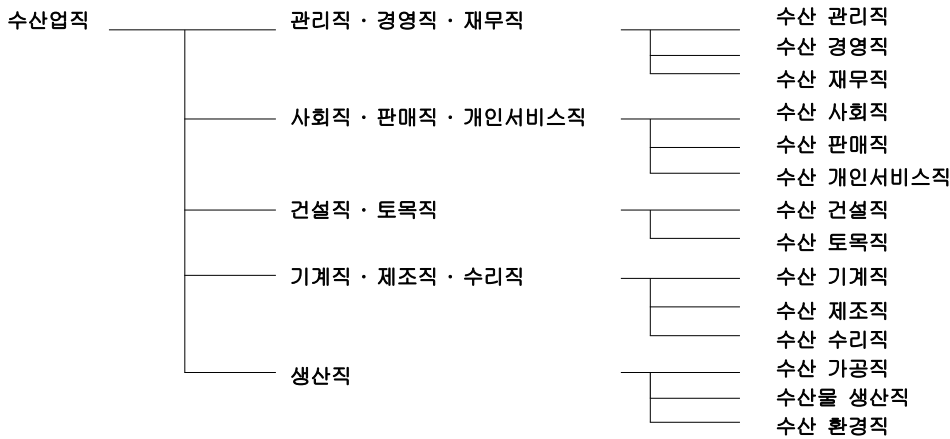 수산업직
관리직 · 경영직 · 재무직
수산 관리직
수산 경영직
수산 재무직
사회직 · 판매직 · 개인서비스직
수산 사회직
수산 판매직
수산 개인서비스직
건설직 · 토목직
수산 건설직
수산 토목직
기계직 · 제조직 · 수리직
수산 기계직
수산 제조직
수산 수리직
생산직
수산 가공직
수산물 생산직
수산 환경직